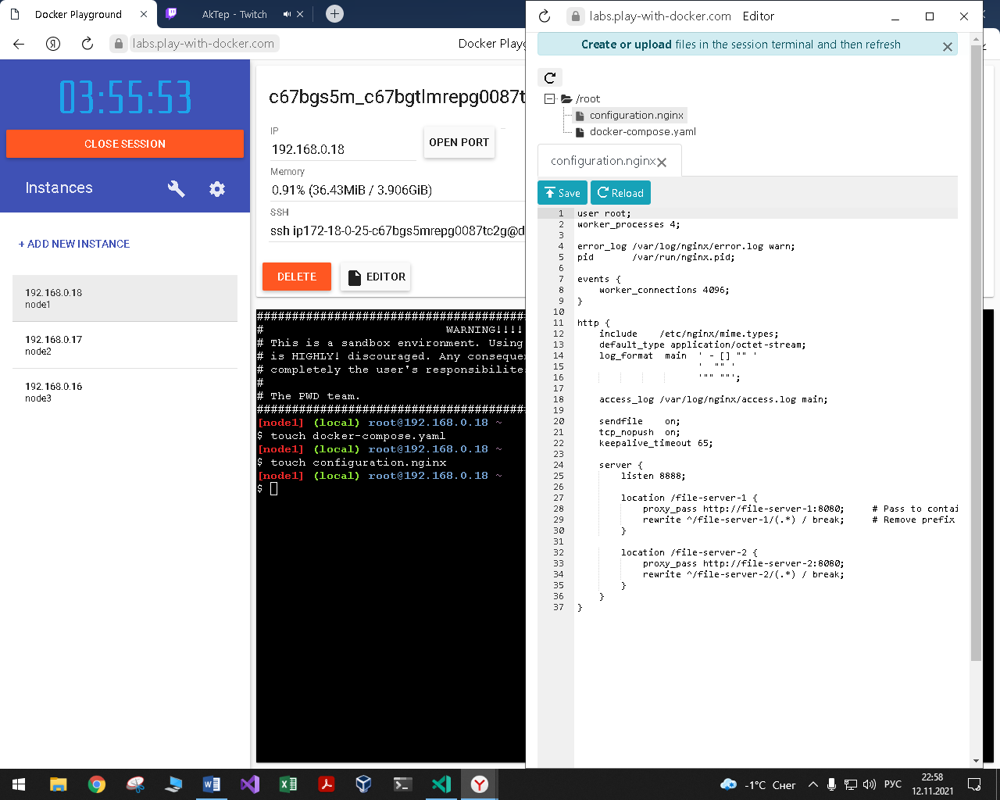 Docker Playground
AkTep - Twitch
labs.play-with-docker.com
Docker Playg
03:55:53
CLOSE SESSION
Instances
+ ADD NEW INSTANCE
192.168.0.18
node1
192.168.0.17
node2
192.168.0.16
node3
c67bgs5m_c67bgtlmrepg0087t
IP
192.168.0.18
OPEN PORT
Memory
0.91% (36.43MiB / 3.906GiB)
SSH
ssh ip172-18-0-25-c67bgs5mrepg0087tc2g@d
DELETE
EDITOR
########################################
# WARNING!!!!
# This is a sandbox environment. Using
# is HIGHLY! discouraged. Any consequen
# completely the user's responsibilites
#
# The PWD team.
########################################
[node1] (local) root@192.168.0.18 ~
$ touch docker-compose.yaml
[node1] (local) root@192.168.0.18 ~
$ touch configuration.nginx
[node1] (local) root@192.168.0.18 ~
$
labs.play-with-docker.com Editor
Create or upload files in the session terminal and then refresh
/root
configuration.nginx
docker-compose.yaml
configuration.nginx
Save Reload
1 user root;
2 worker_processes 4;
3
4 error_log /var/log/nginx/error.log warn;
5 pid /var/run/nginx.pid;
6
7 events {
8 worker_connections 4096;
9 }
10
11 http {
12 include /etc/nginx/mime.types;
13 default_type application/octet-stream;
14 log_format main ' - [] "" '
15 ' "" '
16 '"" ""';
17
18 access_log /var/log/nginx/access.log main;
19
20 sendfile on;
21 tcp_nopush on;
22 keepalive_timeout 65;
23
24 server {
25 listen 8888;
26
27 location /file-server-1 {
28 proxy_pass http://file-server-1:8080; # Pass to contai
29 rewrite ^/file-server-1/(.*) / break; # Remove prefix
30 }
31
32 location /file-server-2 {
33 proxy_pass http://file-server-2:8080;
34 rewrite ^/file-server-2/(.*) / break;
35 }
36 }
37 }
-1°C Снег
РУС
22:58
12.11.2021